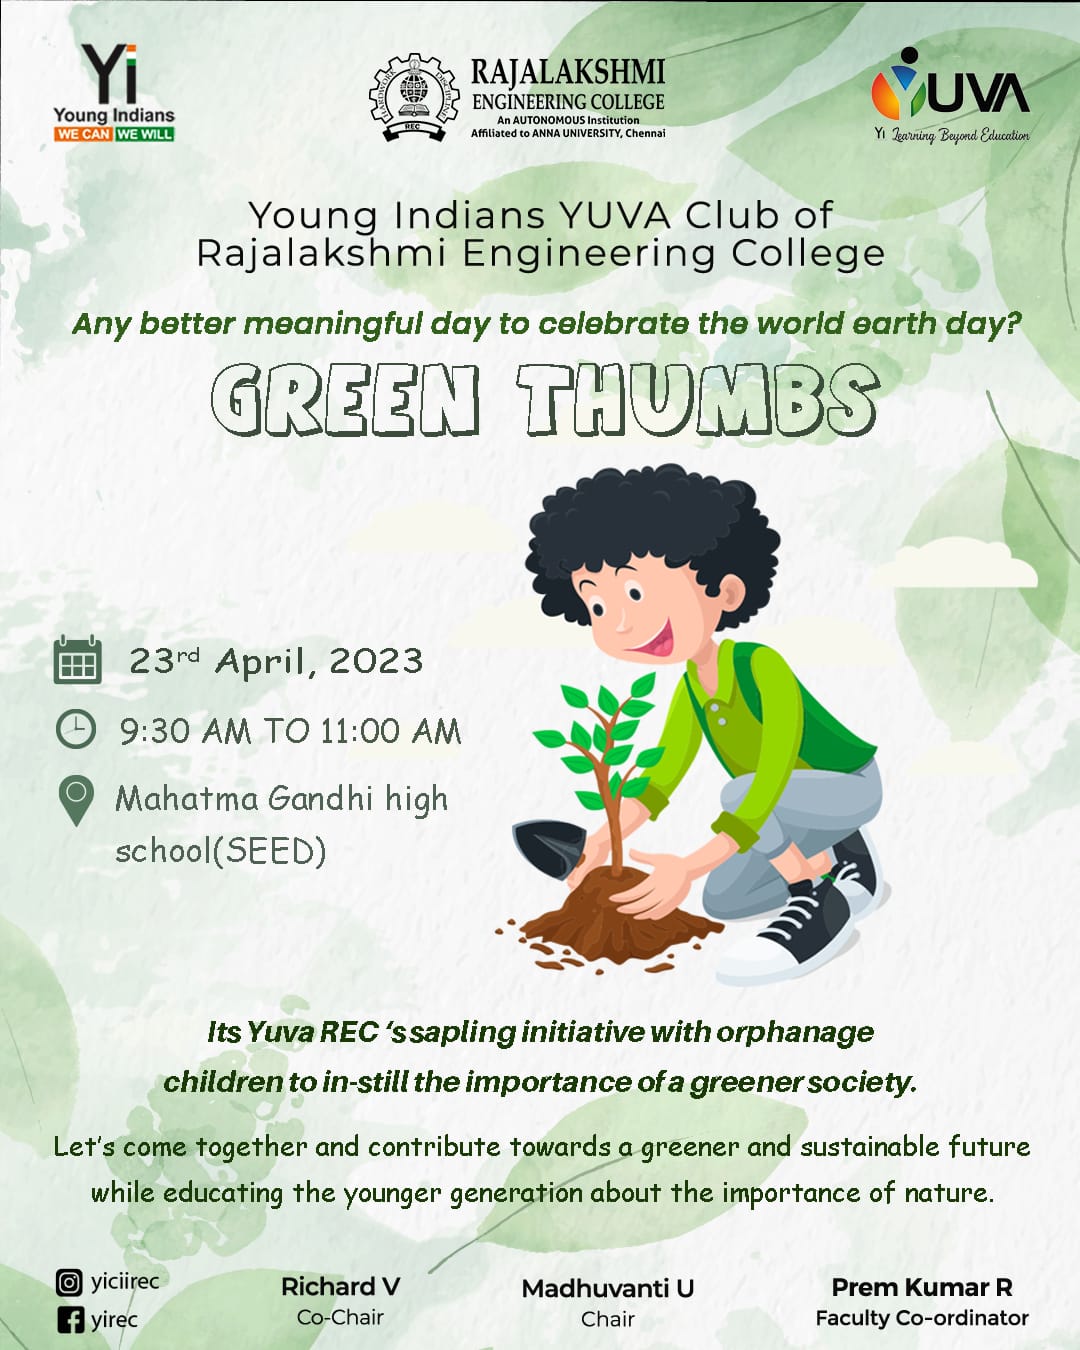 Yi
Young Indians
WE CAN WE WILL
HARDWORK DISCIPLINE
REC
RAJALAKSHMI
ENGINEERING COLLEGE
An AUTONOMOUS Institution
Affiliated to ANNA UNIVERSITY, Chennai
YUVA
Yi Learning Beyond Education
Young Indians YUVA Club of
Rajalakshmi Engineering College
Any better meaningful day to celebrate the world earth day?
GREEN THUMBS
23rd April, 2023
9:30 AM TO 11:00 AM
Mahatma Gandhi high
school(SEED)
Its Yuva REC ‘s sapling initiative with orphanage
children to in-still the importance of a greener society.
Let’s come together and contribute towards a greener and sustainable future
while educating the younger generation about the importance of nature.
yiciirec
yirec
Richard V
Co-Chair
Madhuvanti U
Chair
Prem Kumar R
Faculty Co-ordinator